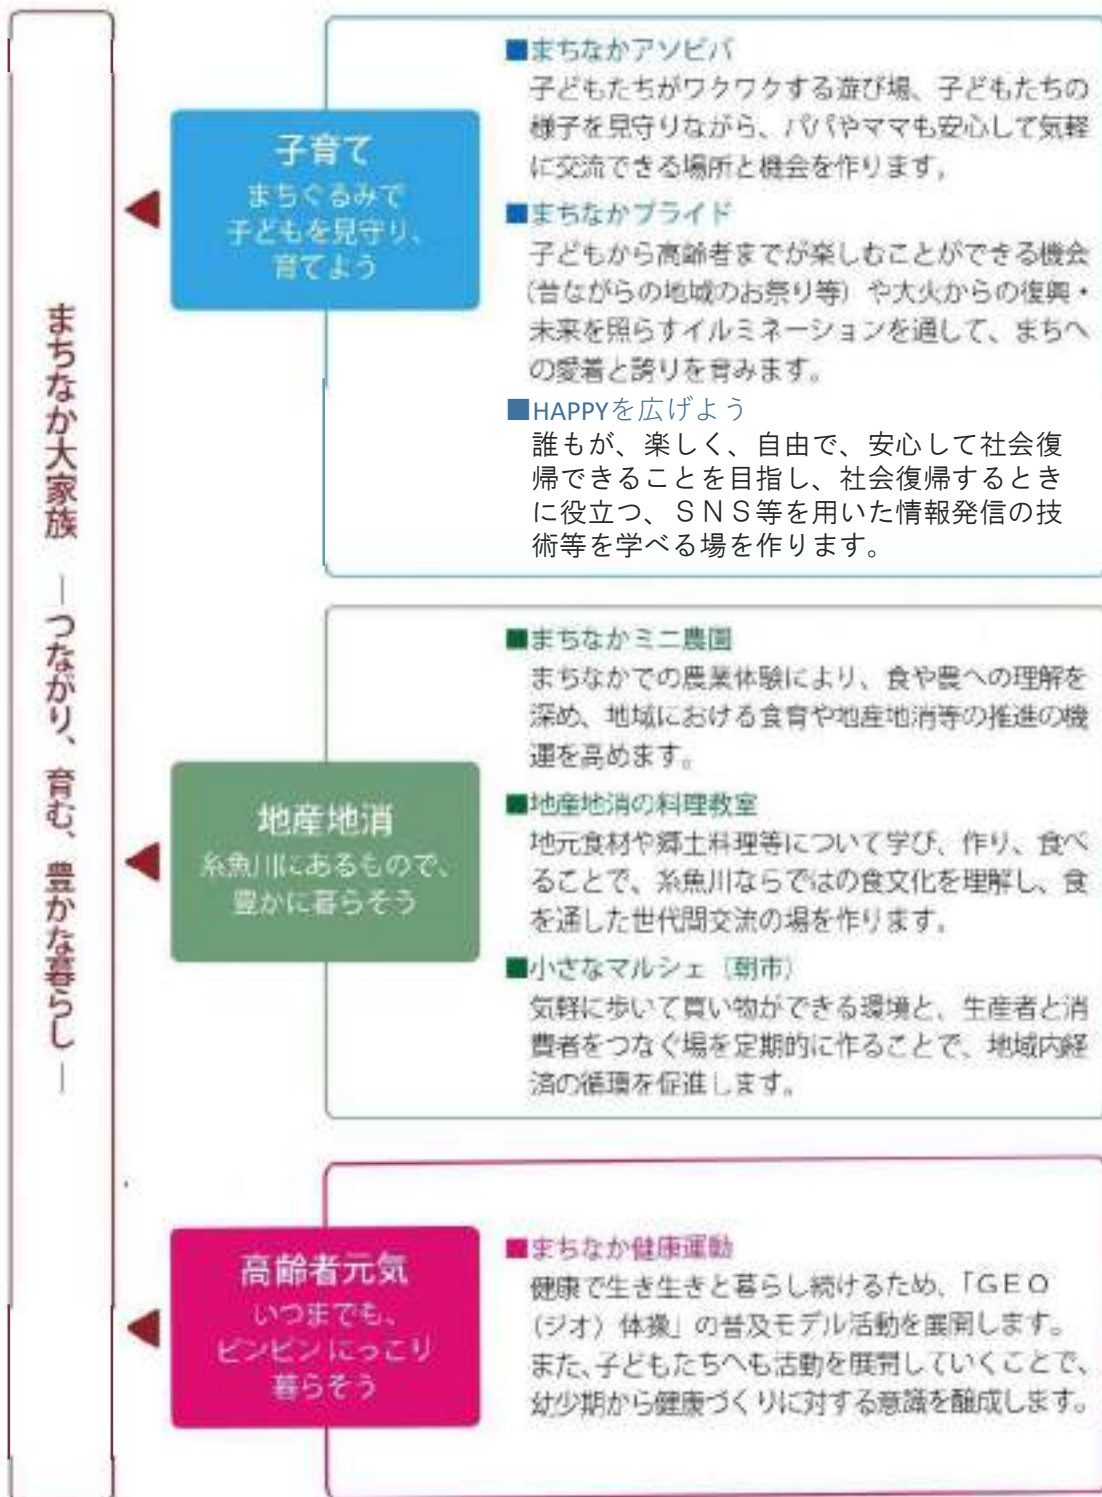 まちなか大家族 ―つながり、育む、豊かな暮らし―
子育て
まちぐるみで
子どもを見守り、
育てよう
■まちなかアソビバ
子どもたちがワクワクする遊び場、子どもたちの
様子を見守りながら、パパやママも安心して気軽
に交流できる場所と機会を作ります。
■まちなかプライド
子どもから高齢者までが楽しむことができる機会
(昔ながらの地域のお祭り等)や大火からの復興・
未来を照らすイルミネーションを通して、まちへ
の愛着と誇りを育みます。
■HAPPYを広げよう
誰もが、楽しく、自由で、安心して社会復
帰できることを目指し、社会復帰するとき
に役立つ、ＳＮＳ等を用いた情報発信の技
術等を学べる場を作ります。
地産地消
糸魚川にあるもので、
豊かに暮らそう
■まちなかミニ農園
まちなかでの農業体験により、食や農への理解を
深め、地域における食育や地産地消等の推進の機
運を高めます。
■地産地消の料理教室
地元食材や郷土料理等について学び、作り、食べ
ることで、糸魚川ならではの食文化を理解し、食
を通した世代間交流の場を作ります。
■小さなマルシェ（朝市）
気軽に歩いて買い物ができる環境と、生産者と消
費者をつなぐ場を定期的に作ることで、地域内経
済の循環を促進します。
高齢者元気
いつまでも、
ピンピンにっこり
暮らそう
■まちなか健康運動
健康で生き生きと暮らし続けるため、「ＧＥＯ
（ジオ）体操」の普及モデル活動を展開します。
また、子どもたちへも活動を展開していくことで、
幼少期から健康づくりに対する意識を醸成します。